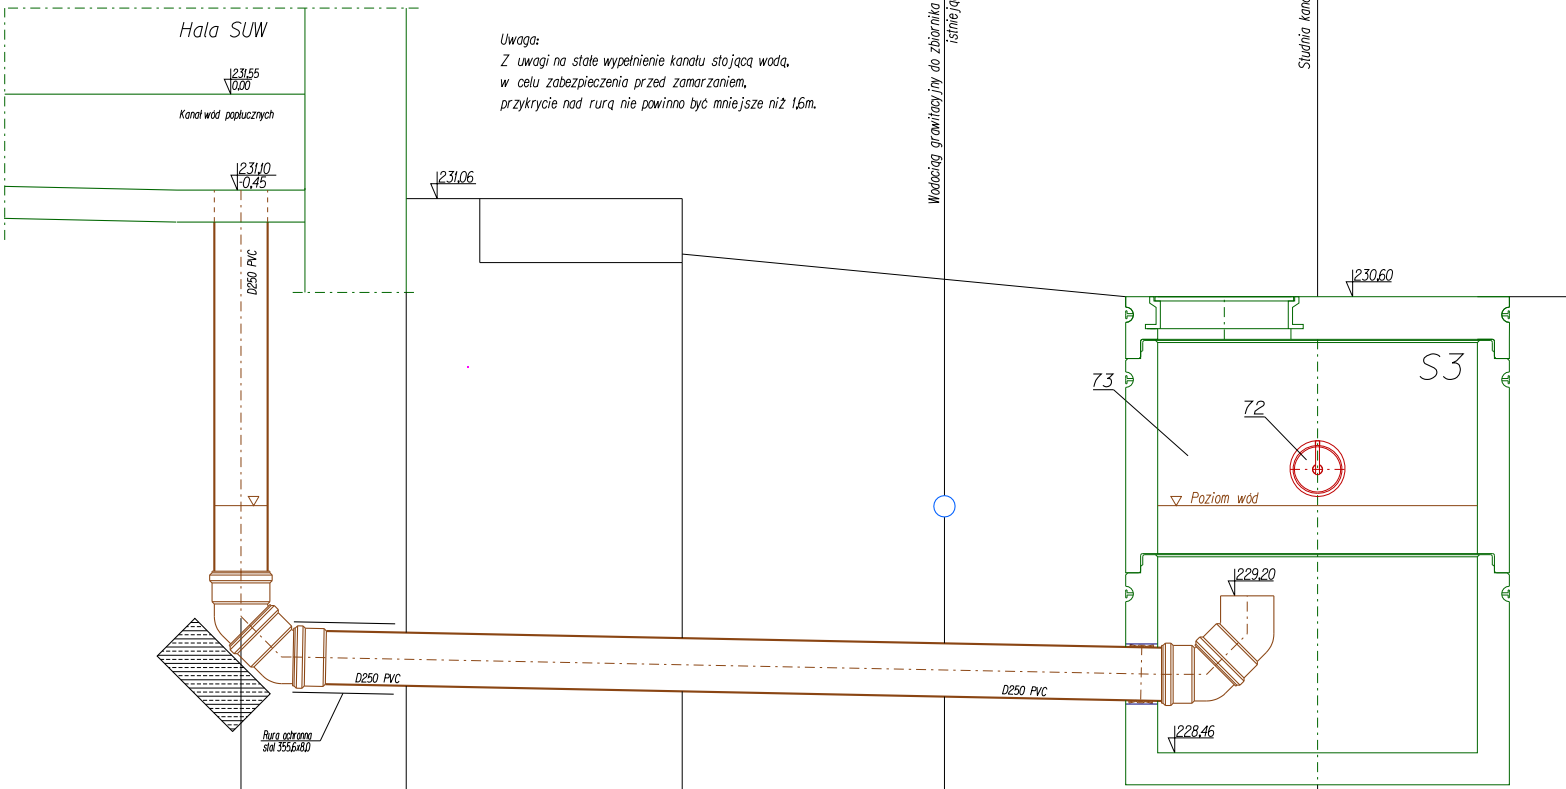 Hala SUW
Uwaga:
Z uwagi na stałe wypełnienie kanału stojącą wodą,
w celu zabezpieczenia przed zamarzaniem,
przykrycie nad rurą nie powinno być mniejsze niż 1,6m.
231,55
0,00
Kanał wód popłucznych
231,10
-0,45
231,06
D250 PVC
Wodociąg grawitacyjny do zbiornika
Studnia
230,60
S3
73
72
Poziom wód
229,20
D250 PVC
D250 PVC
228,46
Rura ochronna
stal 355,6x8,0